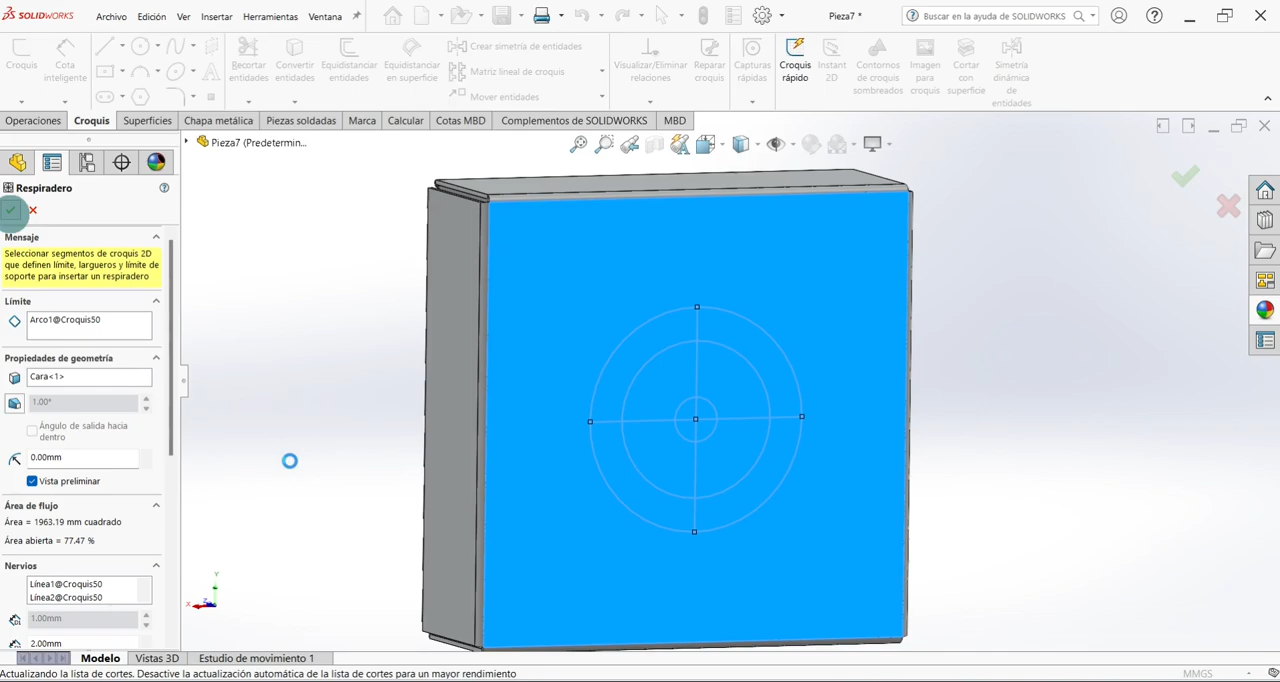 SOLIDWORKS
Archivo Edición Ver Insertar Herramientas Ventana
Pieza7 *
Buscar en la ayuda de SOLIDWORKS
Croquis
Cota inteligente
Recortar entidades
Convertir entidades
Equidistanciar entidades
Equidistanciar en superficie
Crear simetría de entidades
Matriz lineal de croquis
Mover entidades
Visualizar/Eliminar relaciones
Reparar croquis
Capturas rápidas
Croquis rápido
Instant 2D
Contornos de croquis sombreados
Imagen para croquis
Cortar con superficie
Simetría dinámica de entidades
Operaciones Croquis Superficies Chapa metálica Piezas soldadas Marca Calcular Cotas MBD Complementos de SOLIDWORKS MBD
Pieza7 (Predetermin...
Respiradero
Mensaje
Seleccionar segmentos de croquis 2D
que definen límite, largueros y límite de
soporte para insertar un respiradero
Límite
Arco1@Croquis50
Propiedades de geometría
Cara<1>
1.00°
Ángulo de salida hacia
dentro
0.00mm
Vista preliminar
Área de flujo
Área = 1963.19 mm cuadrado
Área abierta = 77.47 %
Nervios
Línea1@Croquis50
Línea2@Croquis50
1.00mm
2.00mm
Y
X
Z
Modelo Vistas 3D Estudio de movimiento 1
Actualizando la lista de cortes. Desactive la actualización automática de la lista de cortes para un mayor rendimiento
MMGS